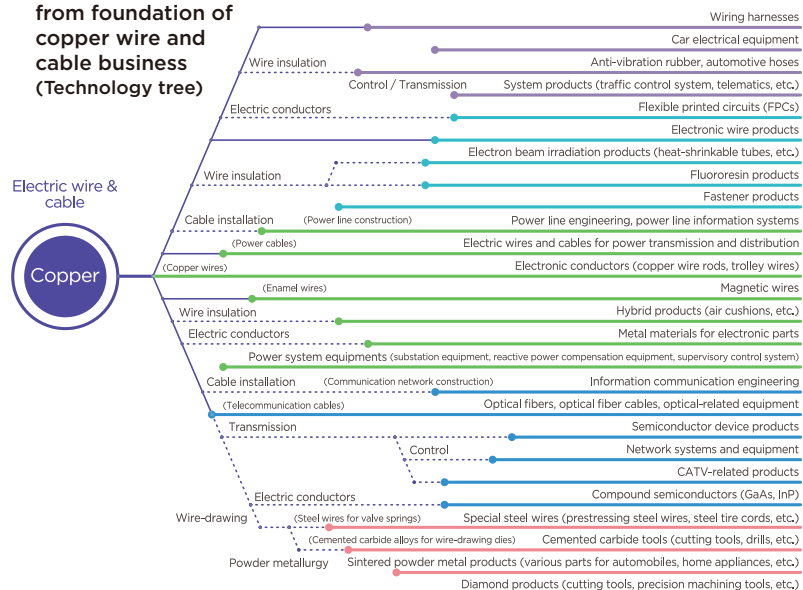 from foundation of
copper wire and
cable business
(Technology tree)
Wiring harnesses
Car electrical equipment
Wire insulation
Anti-vibration rubber, automotive hoses
Control / Transmission
System products (traffic control system, telematics, etc.)
Electric conductors
Flexible printed circuits (FPCs)
Electronic wire products
Electron beam irradiation products (heat-shrinkable tubes, etc.)
Wire insulation
Fluororesin products
Fastener products
Electric wire &
cable
Copper
Cable installation
(Power line construction)
Power line engineering, power line information systems
(Power cables)
Electric wires and cables for power transmission and distribution
(Copper wires)
Electronic conductors (copper wire rods, trolley wires)
(Enamel wires)
Magnetic wires
Wire insulation
Hybrid products (air cushions, etc.)
Electric conductors
Metal materials for electronic parts
Power system equipments (substation equipment, reactive power compensation equipment, supervisory control system)
Cable installation
(Communication network construction)
Information communication engineering
(Telecommunication cables)
Optical fibers, optical fiber cables, optical-related equipment
Transmission
Semiconductor device products
Control
Network systems and equipment
CATV-related products
Electric conductors
Compound semiconductors (GaAs, InP)
Wire-drawing
(Steel wires for valve springs)
Special steel wires (prestressing steel wires, steel tire cords, etc.)
(Cemented carbide alloys for wire-drawing dies)
Cemented carbide tools (cutting tools, drills, etc.)
Powder metallurgy
Sintered powder metal products (various parts for automobiles, home appliances, etc.)
Diamond products (cutting tools, precision machining tools, etc.)